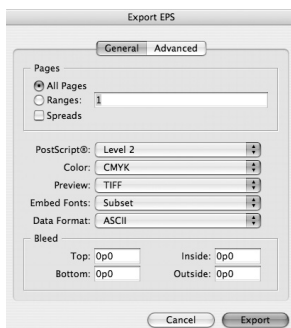 Export EPS
General Advanced
Pages
All Pages
Ranges: 1
Spreads
PostScript®: Level 2
Color: CMYK
Preview: TIFF
Embed Fonts: Subset
Data Format: ASCII
Bleed
Top: 0p0 Inside: 0p0
Bottom: 0p0 Outside: 0p0
Cancel Export